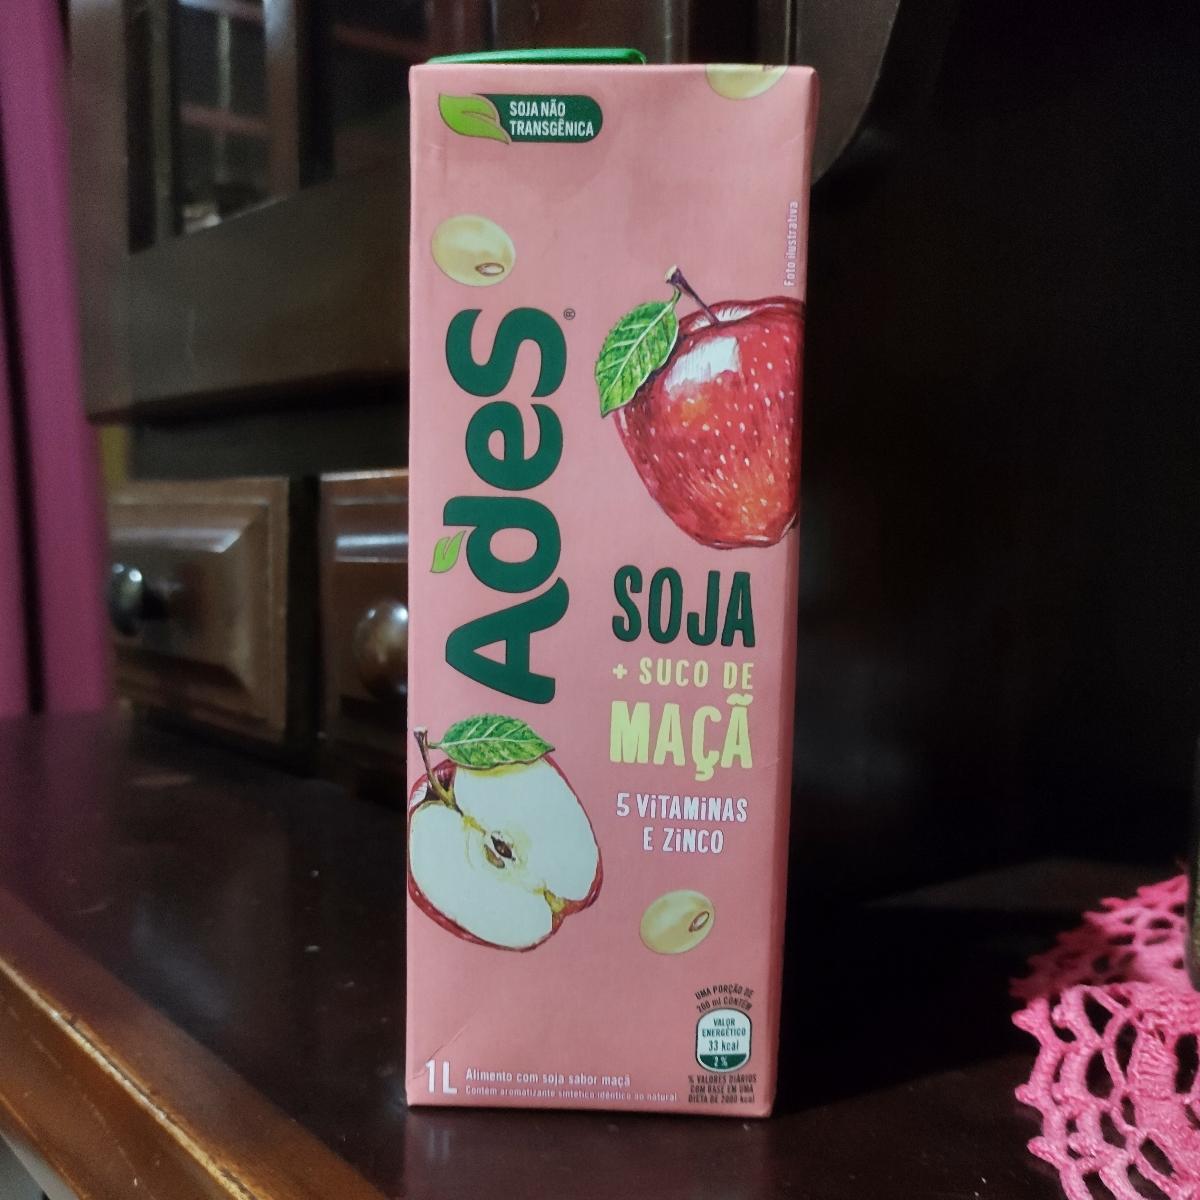 SOJA NÃO
TRANSGÊNICA
Foto ilustrativa
AdeS®
SOJA
+ SUCO DE
MAÇÃ
5 ViTAMiNAS
E ZiNCO
UMA PORÇÃO DE
200 ml CONTÉM
VALOR
ENERGÉTICO
33 kcal
2%
% VALORES DIÁRIOS
COM BASE EM UMA
DIETA DE 2000 kcal
1L
Alimento com soja sabor maçã
Contém aromatizante sintético idêntico ao natural